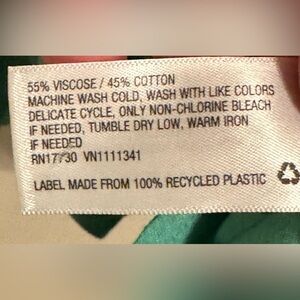 55% VISCOSE / 45% COTTON
MACHINE WASH COLD, WASH WITH LIKE COLORS
DELICATE CYCLE, ONLY NON-CHLORINE BLEACH
IF NEEDED, TUMBLE DRY LOW, WARM IRON
IF NEEDED
RN17730 VN1111341
LABEL MADE FROM 100% RECYCLED PLASTIC